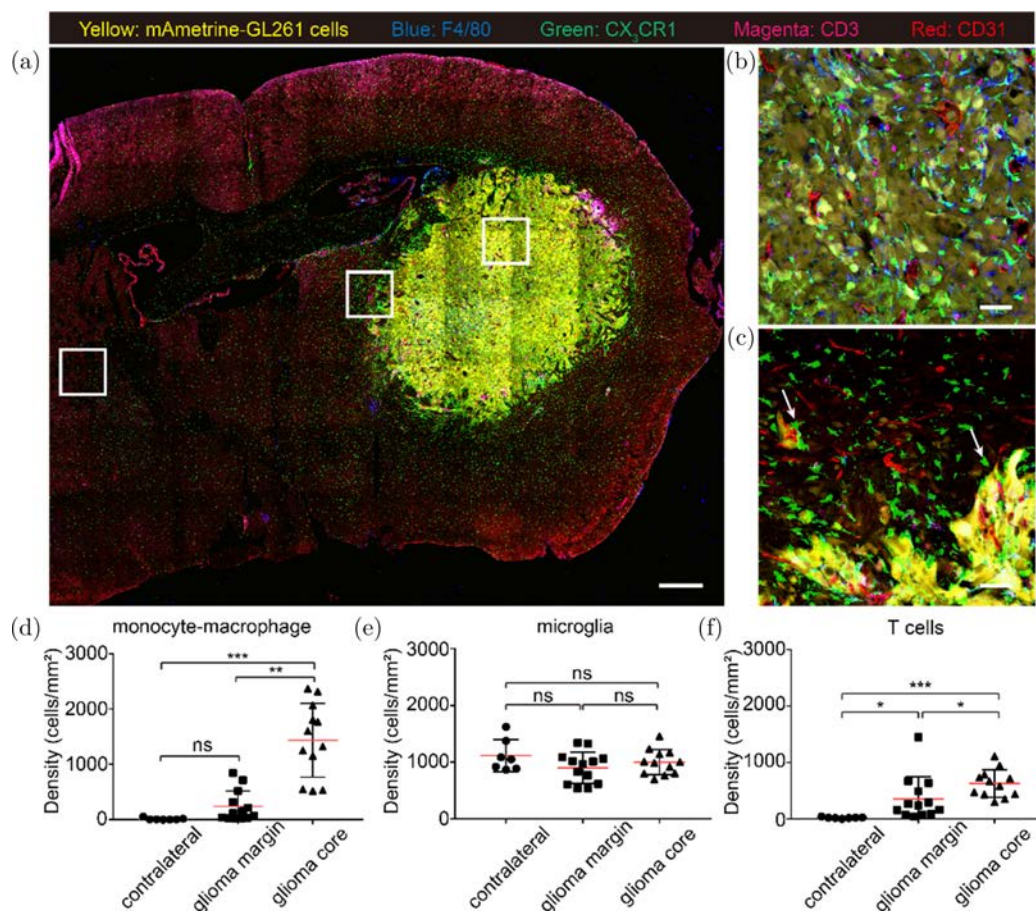 Yellow: mAmetrine-GL261 cells Blue: F4/80 Green: CX3CR1 Magenta: CD3 Red: CD31
(a)
(b)
(c)
(d) monocyte-macrophage
Density (cells/mm²)
3000
2000
1000
0
***
**
ns
contralateral
glioma margin
glioma core
(e) microglia
Density (cells/mm²)
3000
2000
1000
0
ns
ns
ns
contralateral
glioma margin
glioma core
(f) T cells
Density (cells/mm²)
3000
2000
1000
0
***
*
*
contralateral
glioma margin
glioma core